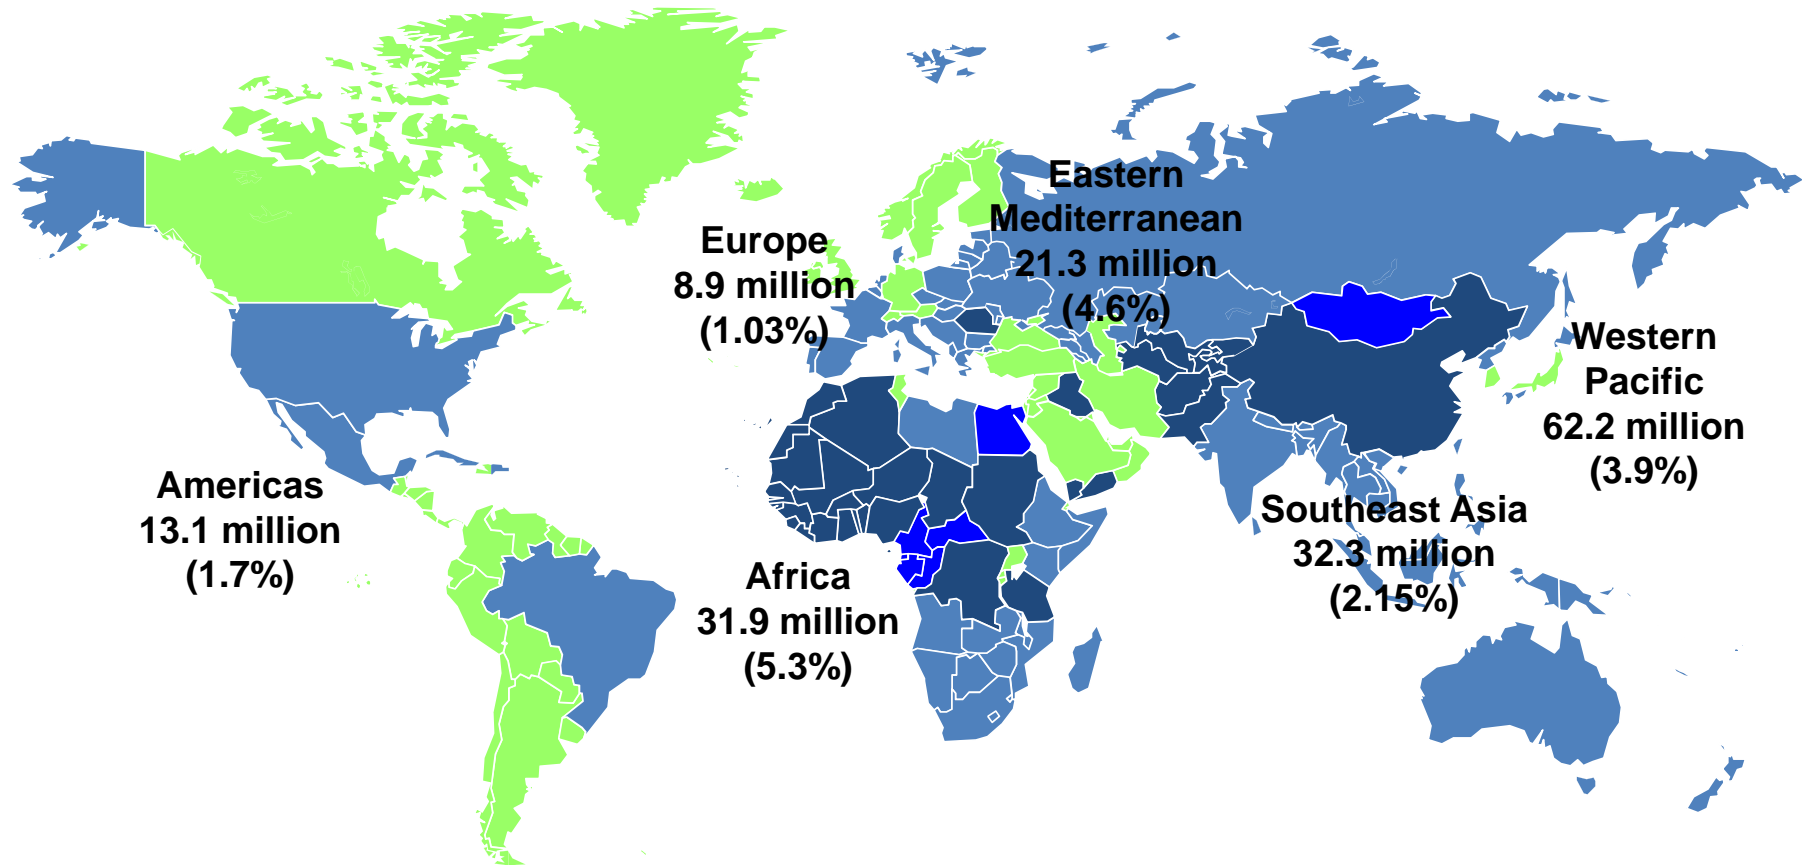 Eastern
Mediterranean
21.3 million
(4.6%)
Europe
8.9 million
(1.03%)
Western
Pacific
62.2 million
(3.9%)
Americas
13.1 million
(1.7%)
Southeast Asia
32.3 million
(2.15%)
Africa
31.9 million
(5.3%)